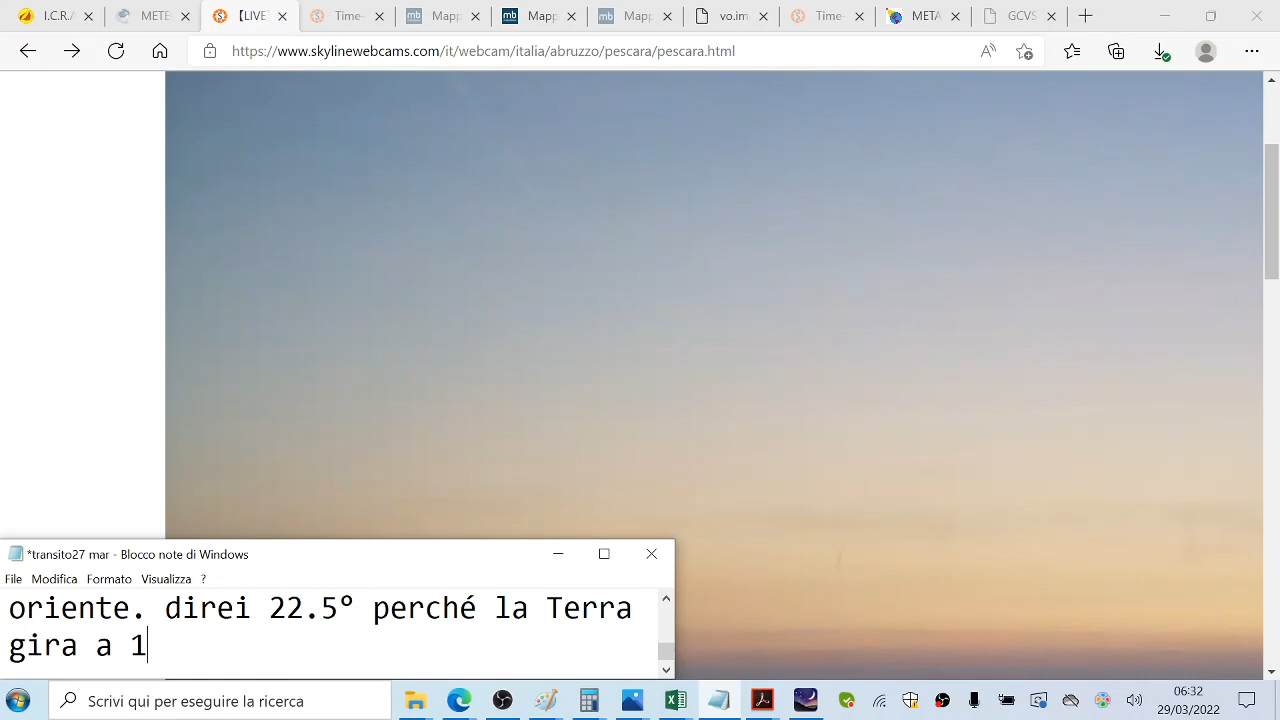 I.C.R.
METE
【LIVE
Time-
Mapp
Mapp
Mapp
vo.im
Time-
META
GCVS
https://www.skylinewebcams.com/it/webcam/italia/abruzzo/pescara/pescara.html
*transito27 mar - Blocco note di Windows
File Modifica Formato Visualizza ?
oriente. direi 22.5° perché la Terra
gira a 1
Scrivi qui per eseguire la ricerca
06:32
29/03/2022